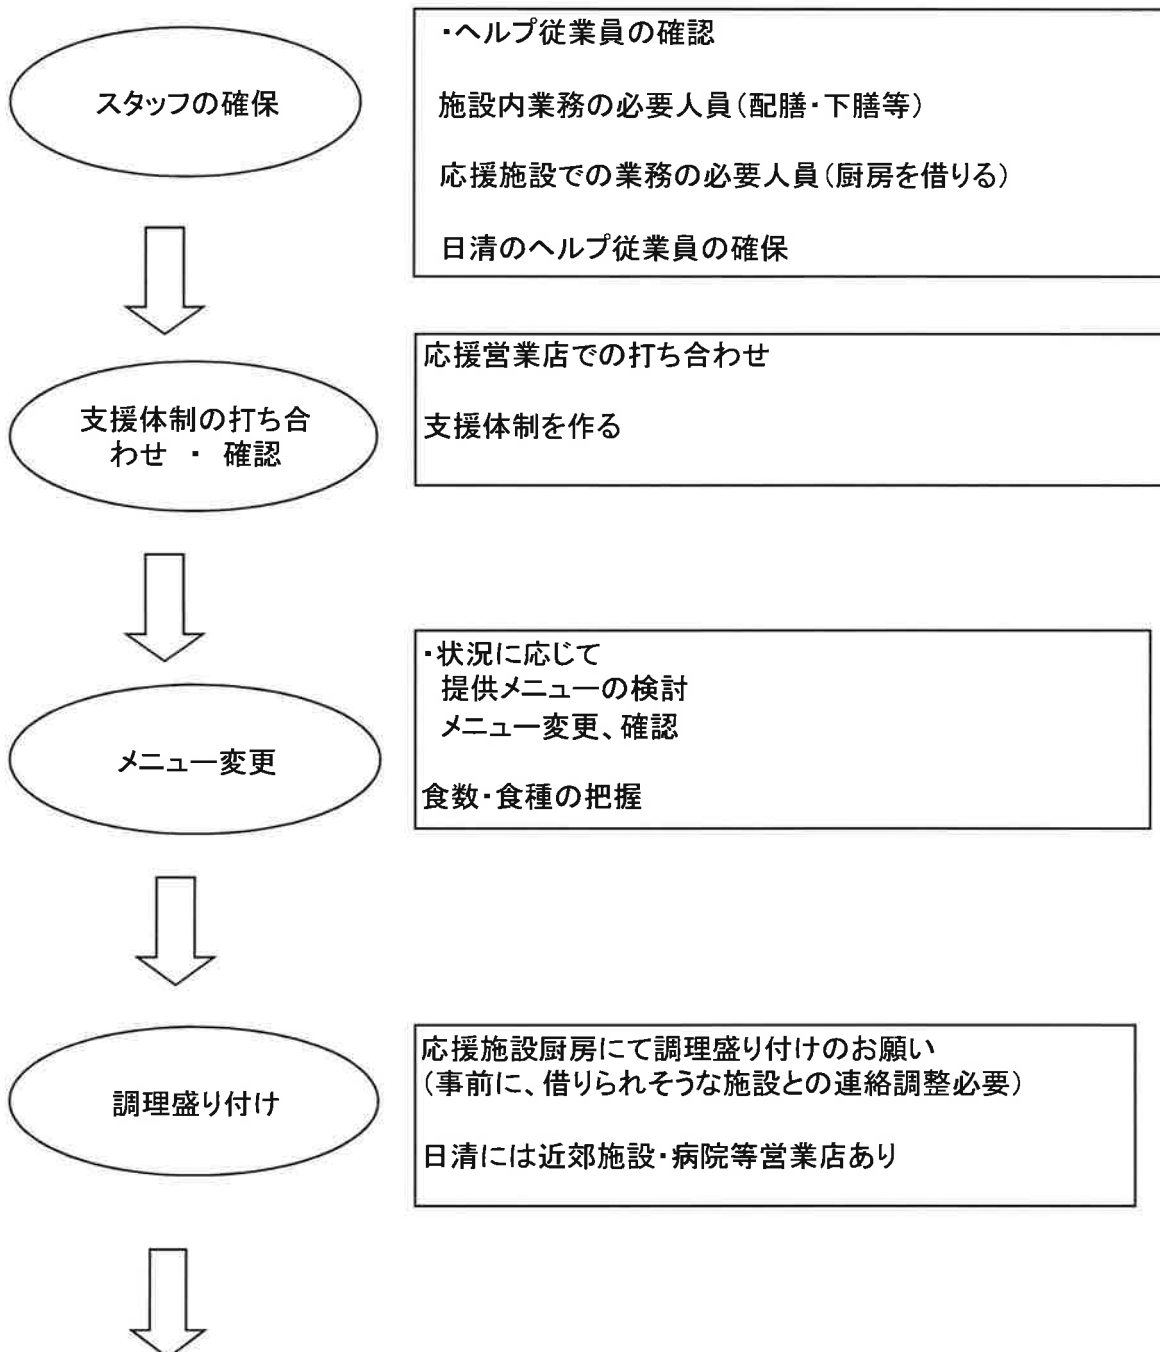 スタッフの確保
・ヘルプ従業員の確認
施設内業務の必要人員(配膳・下膳等)
応援施設での業務の必要人員(厨房を借りる)
日清のヘルプ従業員の確保
支援体制の打ち合
わせ ・ 確認
応援営業店での打ち合わせ
支援体制を作る
メニュー変更
・状況に応じて
提供メニューの検討
メニュー変更、確認
食数・食種の把握
調理盛り付け
応援施設厨房にて調理盛り付けのお願い
(事前に、借りられそうな施設との連絡調整必要)
日清には近郊施設・病院等営業店あり